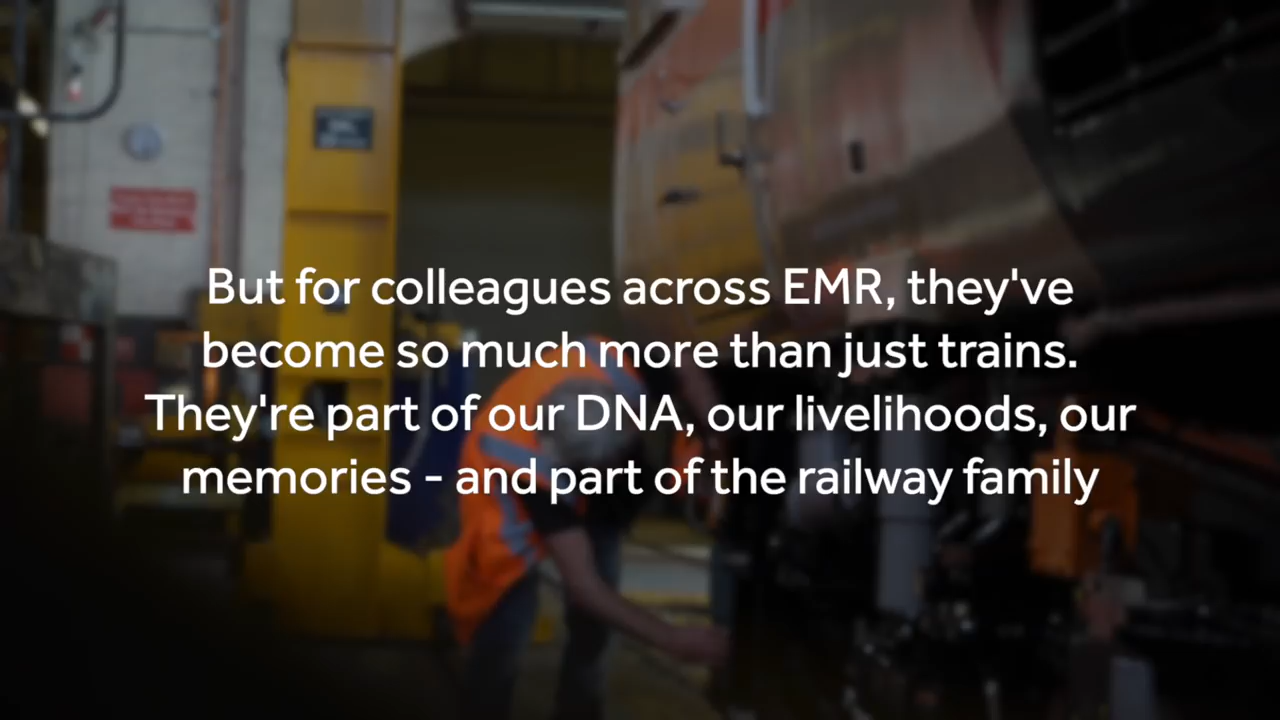 But for colleagues across EMR, they've
become so much more than just trains.
They're part of our DNA, our livelihoods, our
memories - and part of the railway family